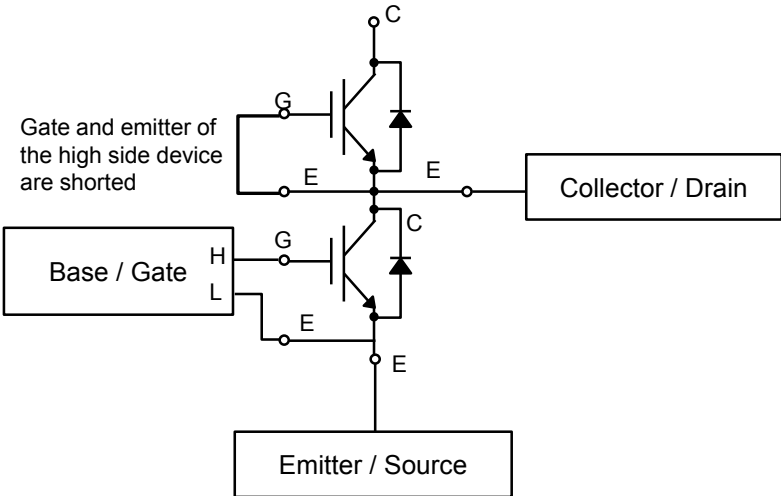 C
G
Gate and emitter of
the high side device
are shorted
E
E
Collector / Drain
C
G
Base / Gate
H
L
E
E
Emitter / Source